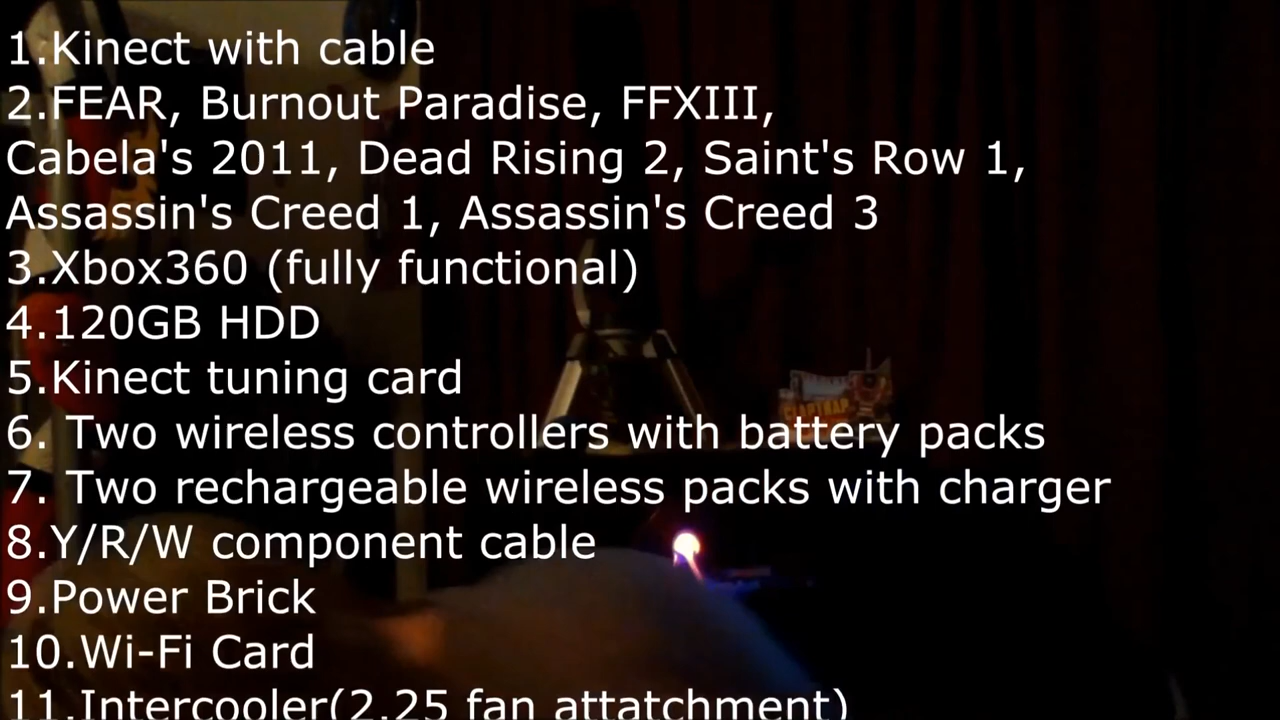 1.Kinect with cable
2.FEAR, Burnout Paradise, FFXIII,
Cabela's 2011, Dead Rising 2, Saint's Row 1,
Assassin's Creed 1, Assassin's Creed 3
3.Xbox360 (fully functional)
4.120GB HDD
5.Kinect tuning card
6. Two wireless controllers with battery packs
7. Two rechargeable wireless packs with charger
8.Y/R/W component cable
9.Power Brick
10.Wi-Fi Card
11.Intercooler(2.25 fan attatchment)
CLAPTRAP